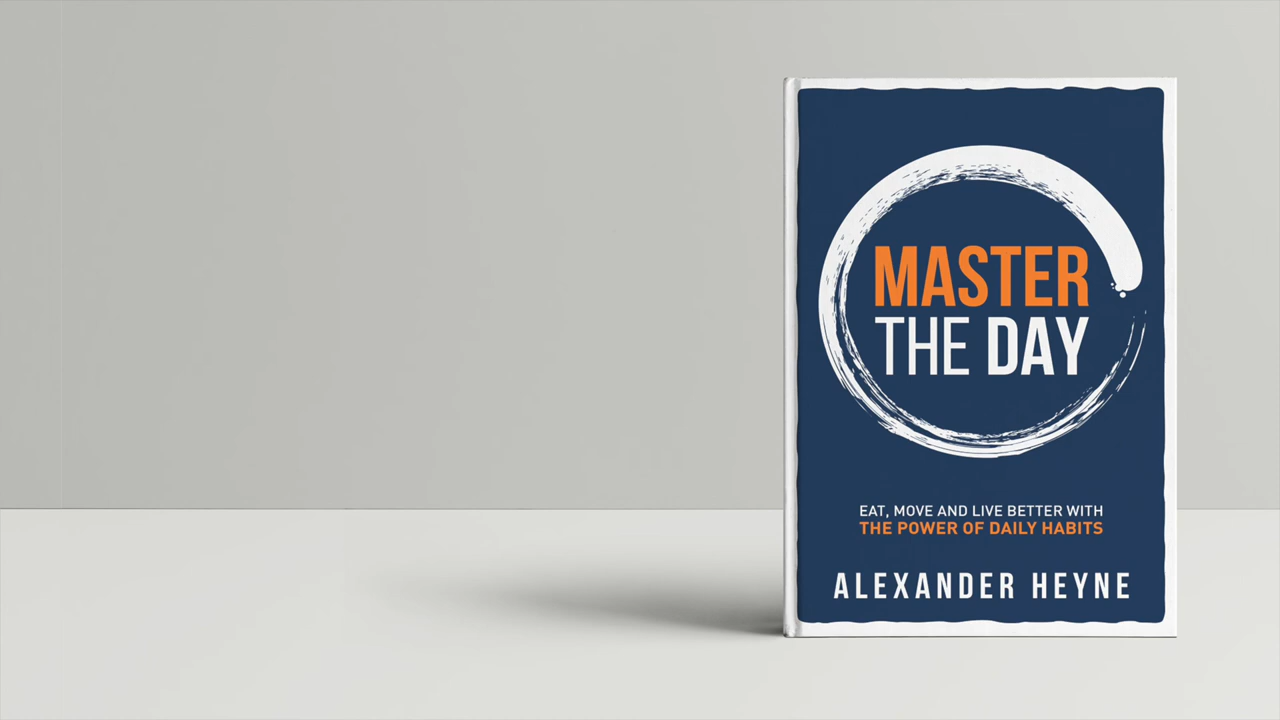 MASTER
THE DAY
EAT, MOVE AND LIVE BETTER WITH
THE POWER OF DAILY HABITS
ALEXANDER HEYNE